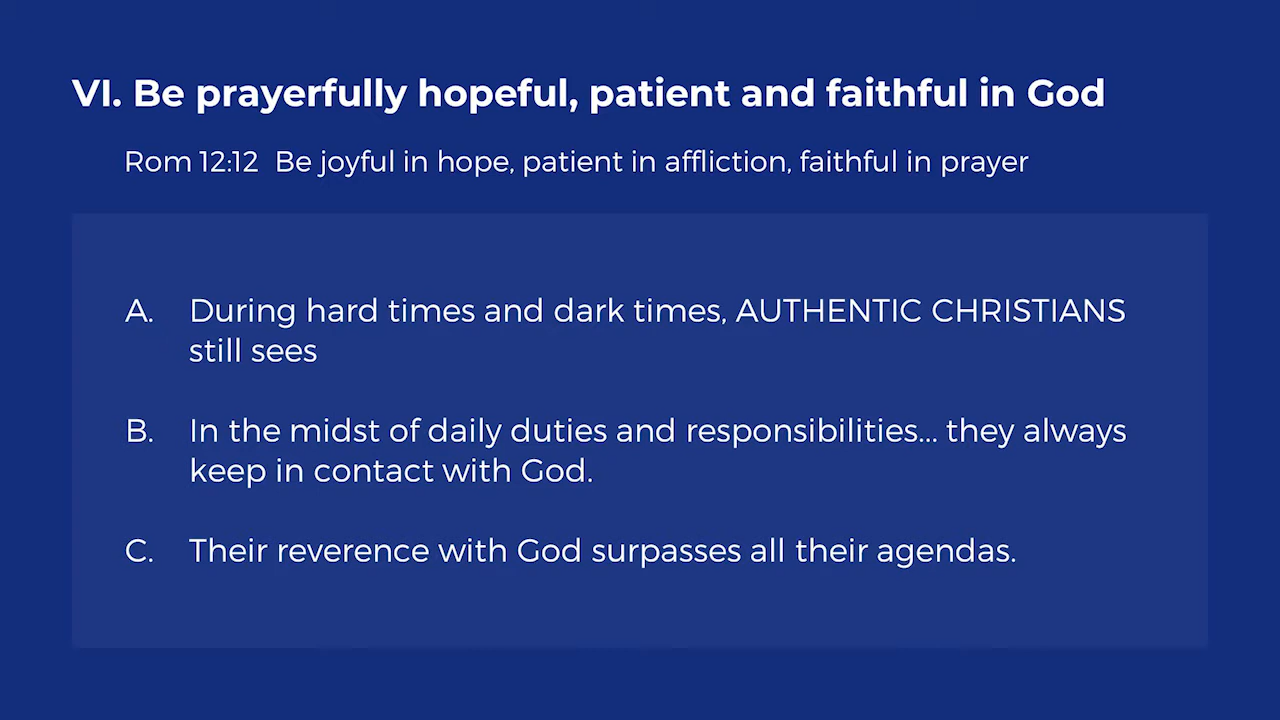 VI. Be prayerfully hopeful, patient and faithful in God
Rom 12:12 Be joyful in hope, patient in affliction, faithful in prayer
A. During hard times and dark times, AUTHENTIC CHRISTIANS
still sees
B. In the midst of daily duties and responsibilities... they always
keep in contact with God.
C. Their reverence with God surpasses all their agendas.